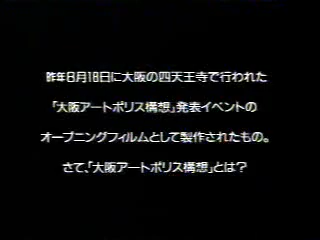 昨年8月18日に大阪の四天王寺で行われた
「大阪アートポリス構想」発表イベントの
オープニングフィルムとして製作されたもの。
さて、「大阪アートポリス構想」とは?